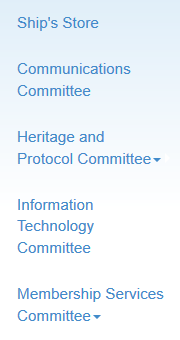 Ship's Store
Communications
Committee
Heritage and
Protocol Committee
Information
Technology
Committee
Membership Services
Committee